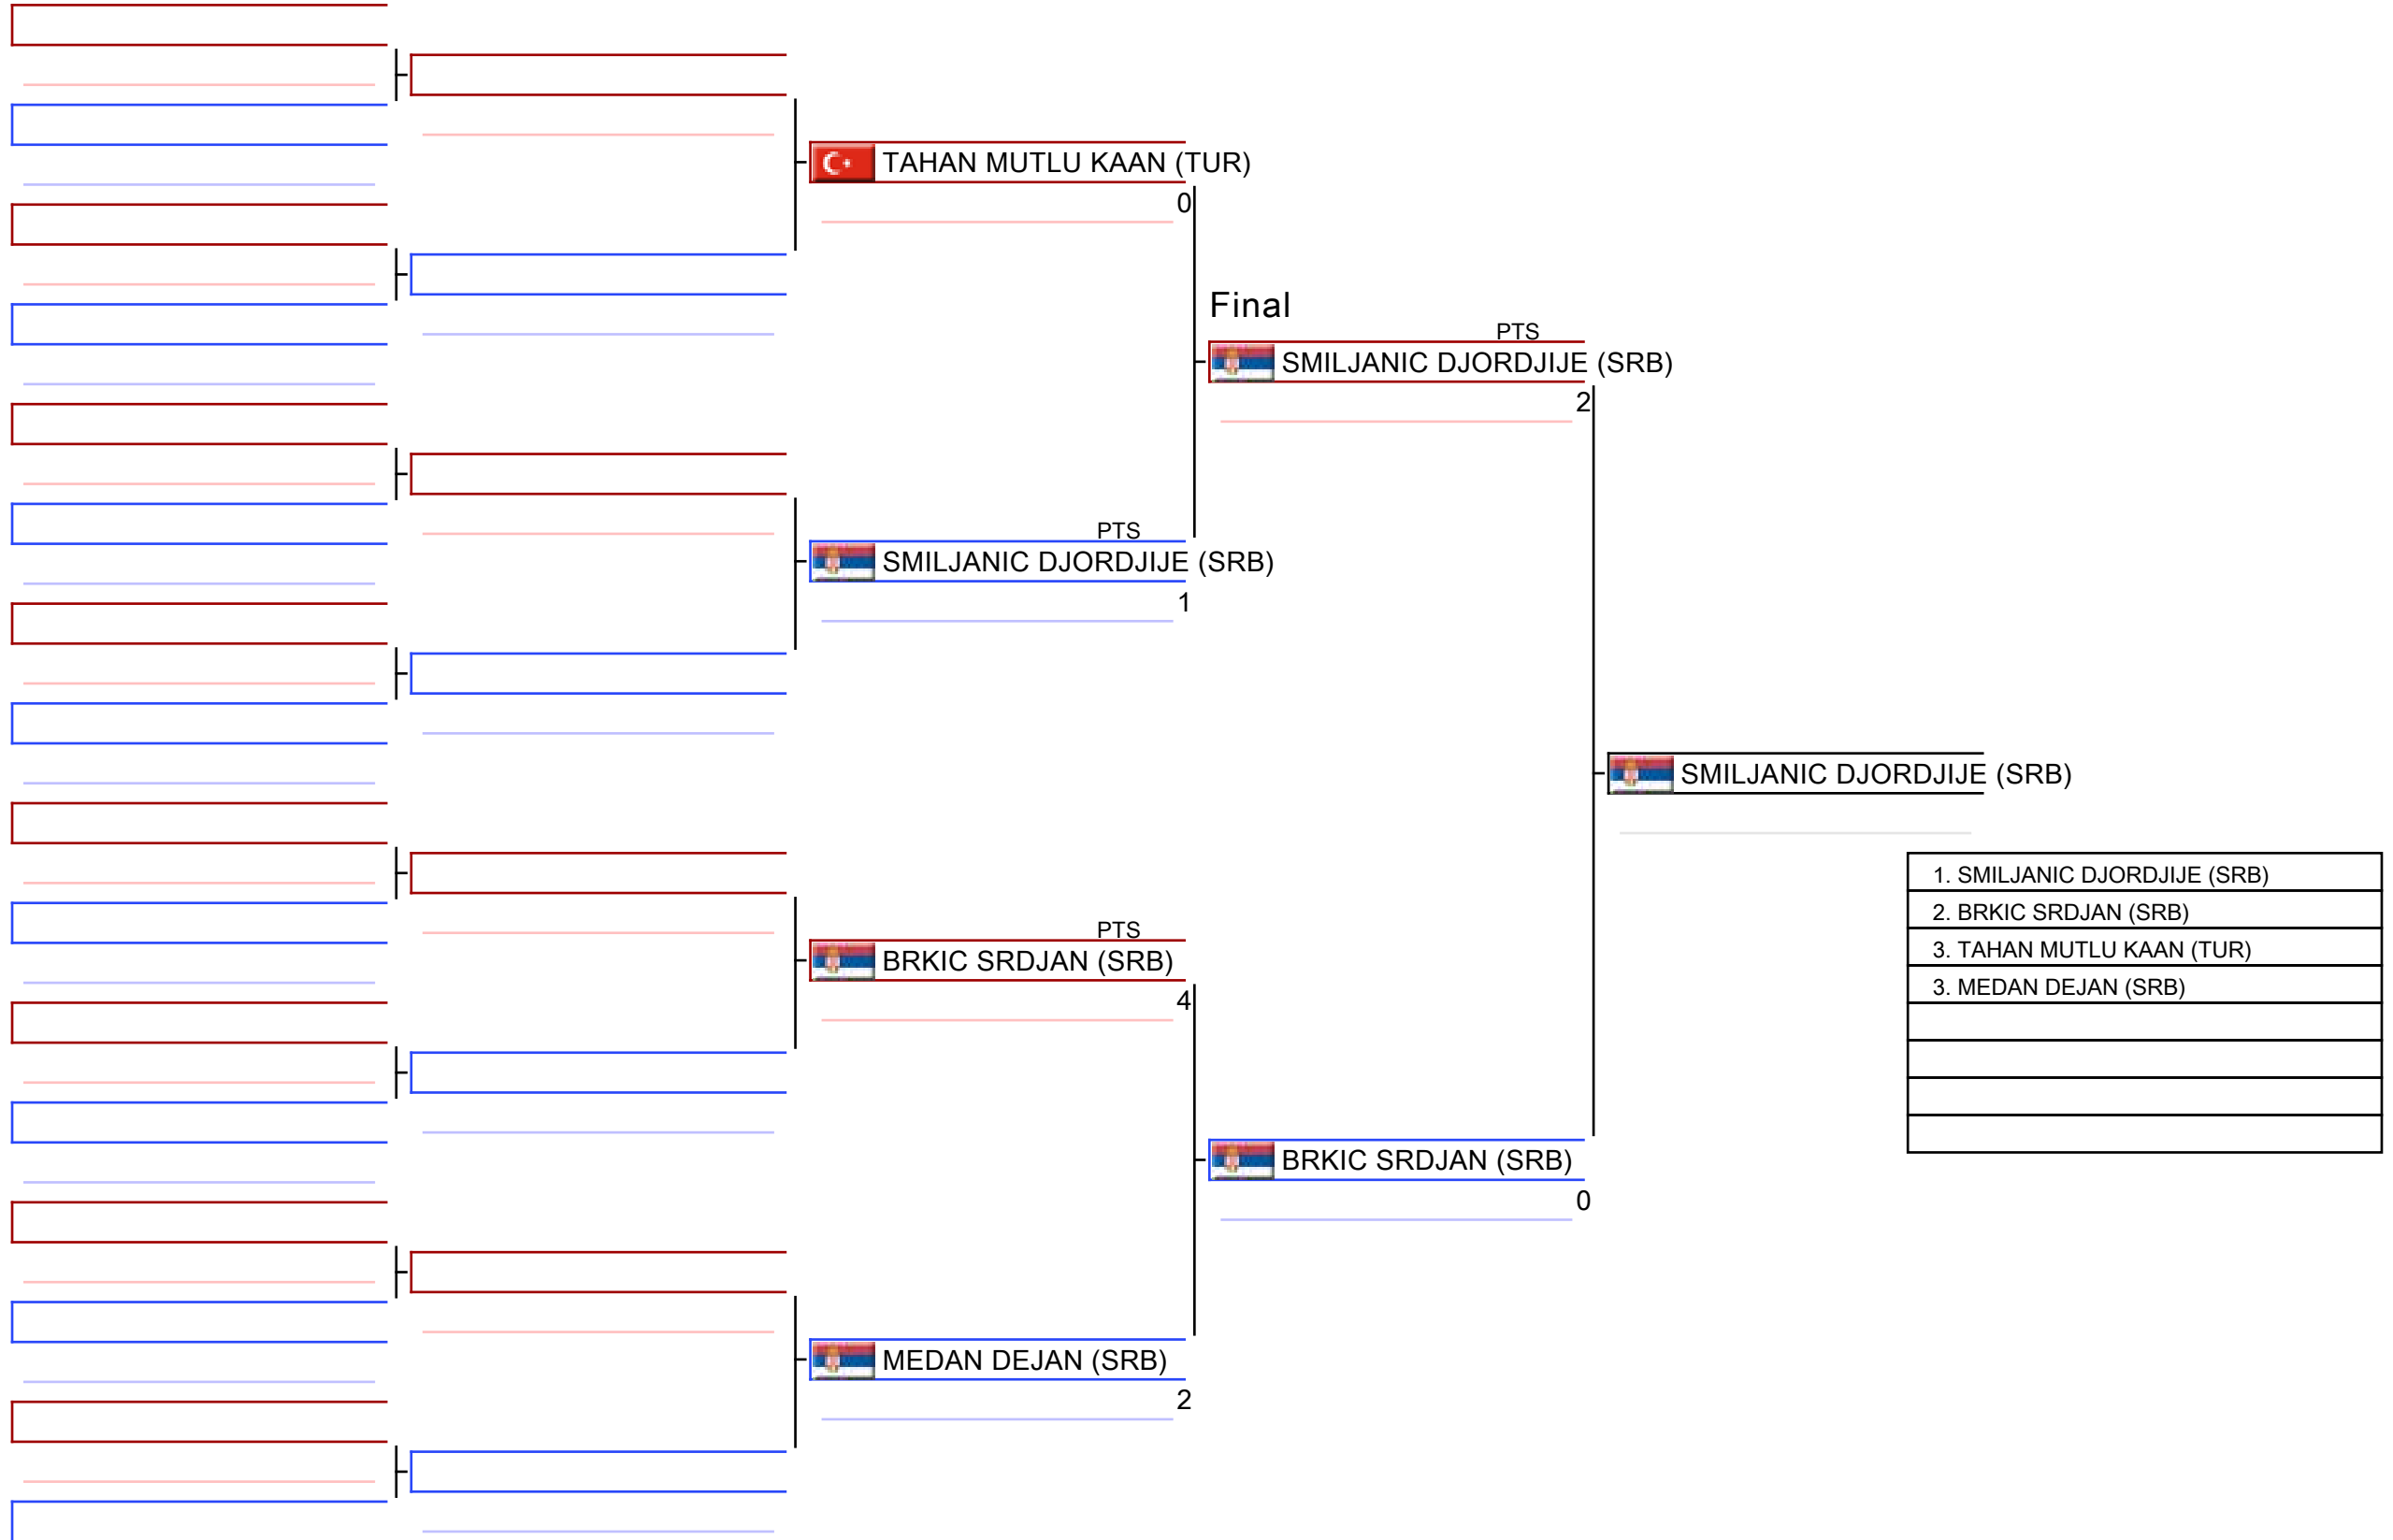 TAHAN MUTLU KAAN (TUR)
0
Final
PTS
SMILJANIC DJORDJIJE (SRB)
2
PTS
SMILJANIC DJORDJIJE (SRB)
1
SMILJANIC DJORDJIJE (SRB)
1. SMILJANIC DJORDJIJE (SRB)
2. BRKIC SRDJAN (SRB)
3. TAHAN MUTLU KAAN (TUR)
3. MEDAN DEJAN (SRB)
PTS
BRKIC SRDJAN (SRB)
4
BRKIC SRDJAN (SRB)
0
MEDAN DEJAN (SRB)
2